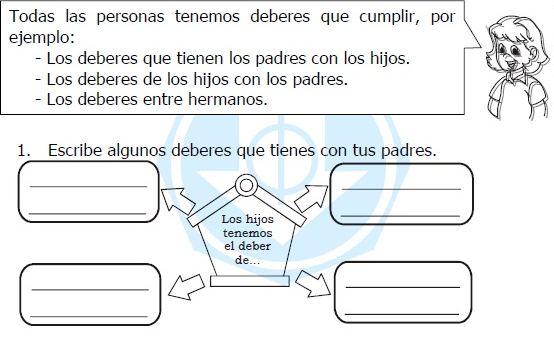 Todas las personas tenemos deberes que cumplir, por
ejemplo:
- Los deberes que tienen los padres con los hijos.
- Los deberes de los hijos con los padres.
- Los deberes entre hermanos.
1. Escribe algunos deberes que tienes con tus padres.
Los hijos
tenemos
el deber
de...